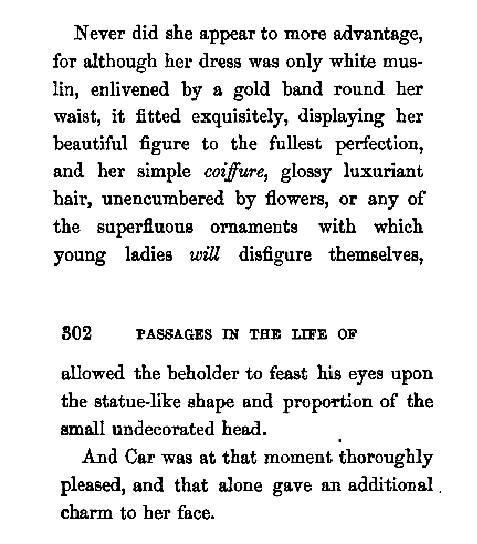 Never did she appear to more advantage,
for although her dress was only white mus-
lin, enlivened by a gold band round her
waist, it fitted exquisitely, displaying her
beautiful figure to the fullest perfection,
and her simple coiffure, glossy luxuriant
hair, unencumbered by flowers, or any of
the superfluous ornaments with which
young ladies will disfigure themselves,
302 PASSAGES IN THE LIFE OF
allowed the beholder to feast his eyes upon
the statue-like shape and proportion of the
small undecorated head.
And Car was at that moment thoroughly
pleased, and that alone gave an additional
charm to her face.